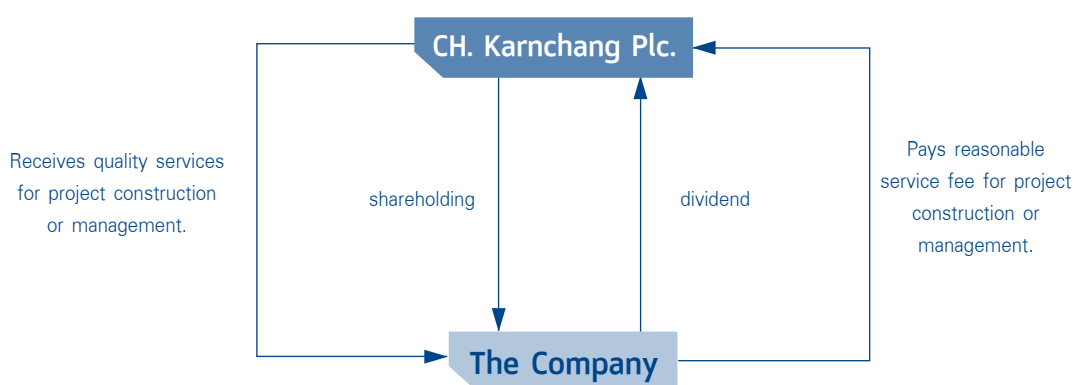 CH. Karnchang Plc.
Receives quality services
for project construction
or management.
shareholding
dividend
Pays reasonable
service fee for project
construction or
management.
The Company